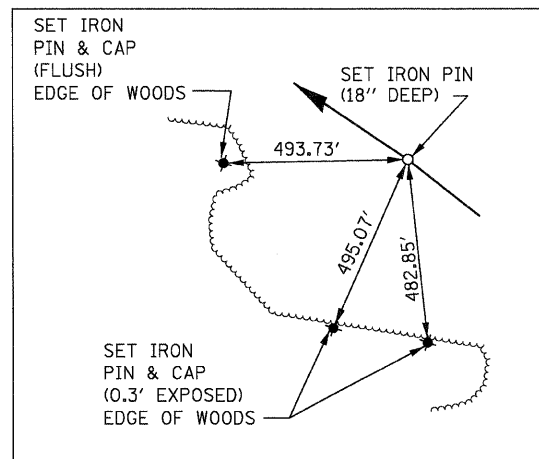 SET IRON
PIN & CAP
(FLUSH)
EDGE OF WOODS
SET IRON PIN
(18" DEEP)
493.73'
495.07'
482.85'
SET IRON
PIN & CAP
(0.3' EXPOSED)
EDGE OF WOODS